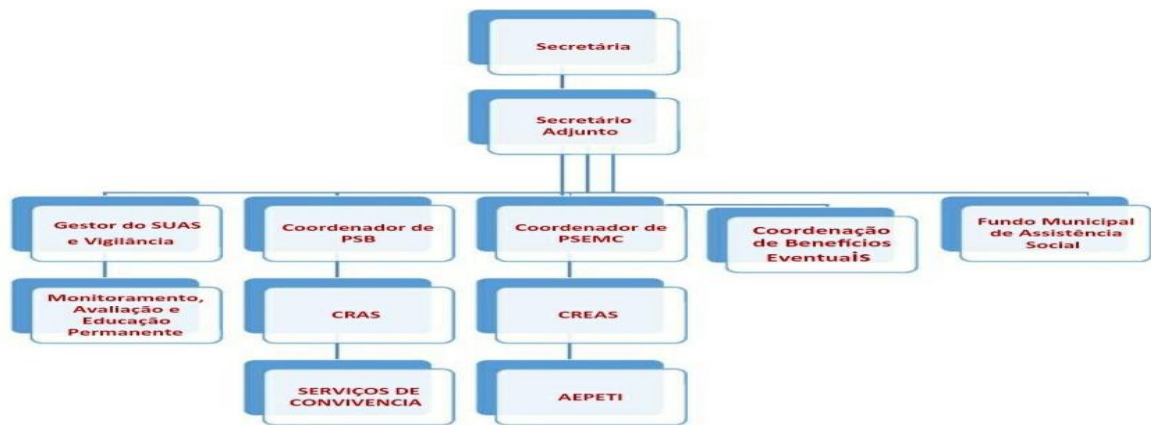 Secretária
Secretário
Adjunto
Gestor do SUAS
e Vigilância
Coordenador de
PSB
Coordenador de
PSEMC
Coordenação
de Benefícios
Eventuais
Fundo Municipal
de Assistência
Social
Monitoramento,
Avaliação e
Educação
Permanente
CRAS
CREAS
SERVIÇOS DE
CONVIVENCIA
AEPETI